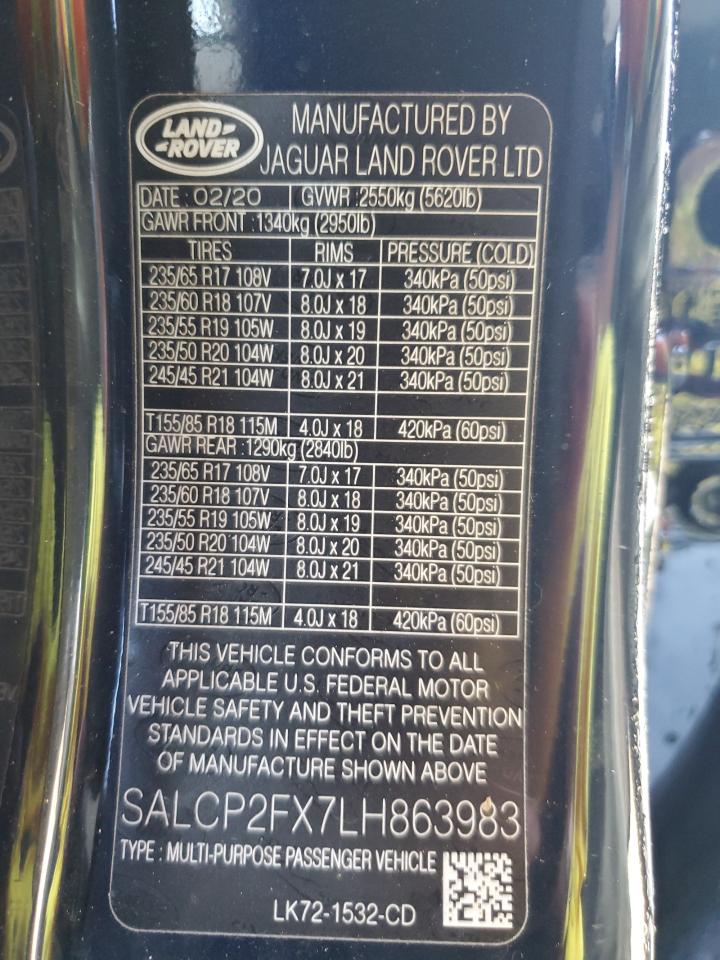 LAND-
-ROVER
MANUFACTURED BY
JAGUAR LAND ROVER LTD
DATE : 02/20 GVWR :2550kg (5620lb)
GAWR FRONT :1340kg (2950lb)
TIRES RIMS PRESSURE (COLD)
235/65 R17 108V 7.0J x 17 340kPa (50psi)
235/60 R18 107V 8.0J x 18 340kPa (50psi)
235/55 R19 105W 8.0J x 19 340kPa (50psi)
235/50 R20 104W 8.0J x 20 340kPa (50psi)
245/45 R21 104W 8.0J x 21 340kPa (50psi)
T155/85 R18 115M 4.0J x 18 420kPa (60psi)
GAWR REAR :1290kg (2840lb)
235/65 R17 108V 7.0J x 17 340kPa (50psi)
235/60 R18 107V 8.0J x 18 340kPa (50psi)
235/55 R19 105W 8.0J x 19 340kPa (50psi)
235/50 R20 104W 8.0J x 20 340kPa (50psi)
245/45 R21 104W 8.0J x 21 340kPa (50psi)
T155/85 R18 115M 4.0J x 18 420kPa (60psi)
THIS VEHICLE CONFORMS TO ALL
APPLICABLE U.S. FEDERAL MOTOR
VEHICLE SAFETY AND THEFT PREVENTION
STANDARDS IN EFFECT ON THE DATE
OF MANUFACTURE SHOWN ABOVE
SALCP2FX7LH863983
TYPE : MULTI-PURPOSE PASSENGER VEHICLE
LK72-1532-CD